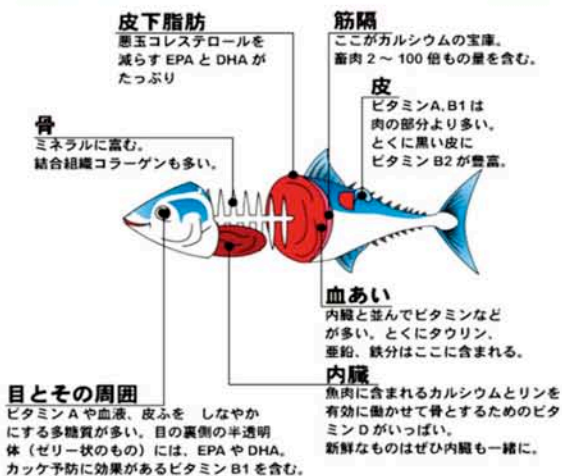 皮下脂肪
悪玉コレステロールを
減らす EPA と DHA が
たっぷり
筋隔
ここがカルシウムの宝庫。
畜肉 2 ~ 100 倍もの量を含む。
皮
ビタミンA、B1 は
肉の部分より多い。
とくに黒い皮に
ビタミン B2 が豊富。
骨
ミネラルに富む。
結合組織コラーゲンも多い。
血あい
内臓と並んでビタミンなど
が多い。とくにタウリン、
亜鉛、鉄分はここに含まれる。
目とその周囲
ビタミン A や血液、皮ふを　しなやか
にする多糖質が多い。目の裏側の半透明
体（ゼリー状のもの）には、EPA や DHA。
カッケ予防に効果があるビタミン B1 を含む。
内臓
魚肉に含まれるカルシウムとリンを
有効に働かせて骨とするためのビタ
ミン D がいっぱい。
新鮮なものはぜひ内臓も一緒に。